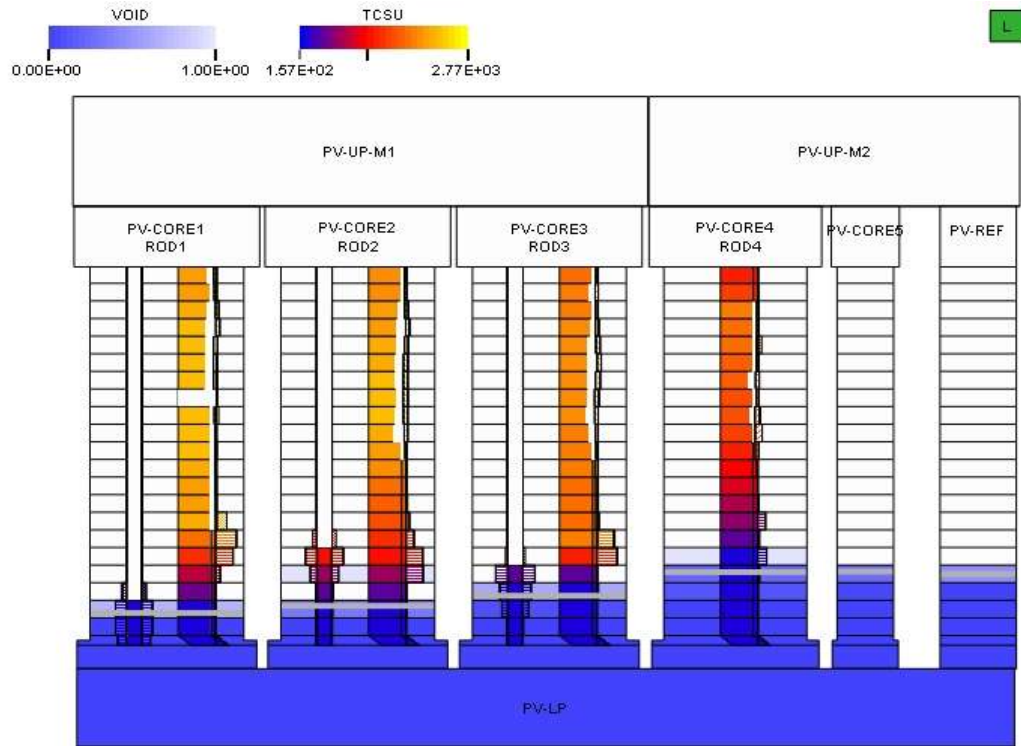 VOID
TCSU
L
0.00E+00
1.00E+00
1.57E+02
2.77E+03
PV-UP-M1
PV-UP-M2
PV-CORE1
ROD1
PV-CORE2
ROD2
PV-CORE3
ROD3
PV-CORE4
ROD4
PV-CORE5
PV-REF
PV-LP